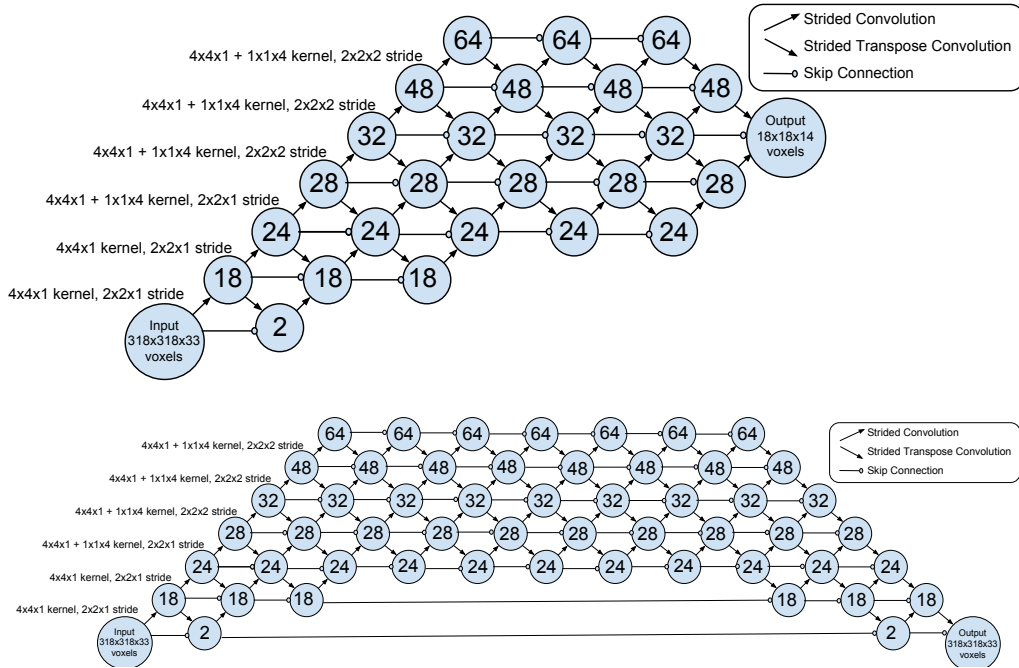 Strided Convolution
Strided Transpose Convolution
Skip Connection
4x4x1 + 1x1x4 kernel, 2x2x2 stride
64 64 64
4x4x1 + 1x1x4 kernel, 2x2x2 stride
48 48 48 48
4x4x1 + 1x1x4 kernel, 2x2x2 stride
32 32 32 32
Output
18x18x14
voxels
4x4x1 + 1x1x4 kernel, 2x2x1 stride
28 28 28 28 28
4x4x1 kernel, 2x2x1 stride
24 24 24 24 24
4x4x1 kernel, 2x2x1 stride
18 18 18
Input
318x318x33
voxels
2
Strided Convolution
Strided Transpose Convolution
Skip Connection
4x4x1 + 1x1x4 kernel, 2x2x2 stride
64 64 64 64 64 64 64
4x4x1 + 1x1x4 kernel, 2x2x2 stride
48 48 48 48 48 48 48 48
4x4x1 + 1x1x4 kernel, 2x2x2 stride
32 32 32 32 32 32 32 32 32
4x4x1 + 1x1x4 kernel, 2x2x1 stride
28 28 28 28 28 28 28 28 28 28
4x4x1 kernel, 2x2x1 stride
24 24 24 24 24 24 24 24 24 24
4x4x1 kernel, 2x2x1 stride
18 18 18 18 18 18
Input
318x318x33
voxels
2 2
Output
318x318x33
voxels